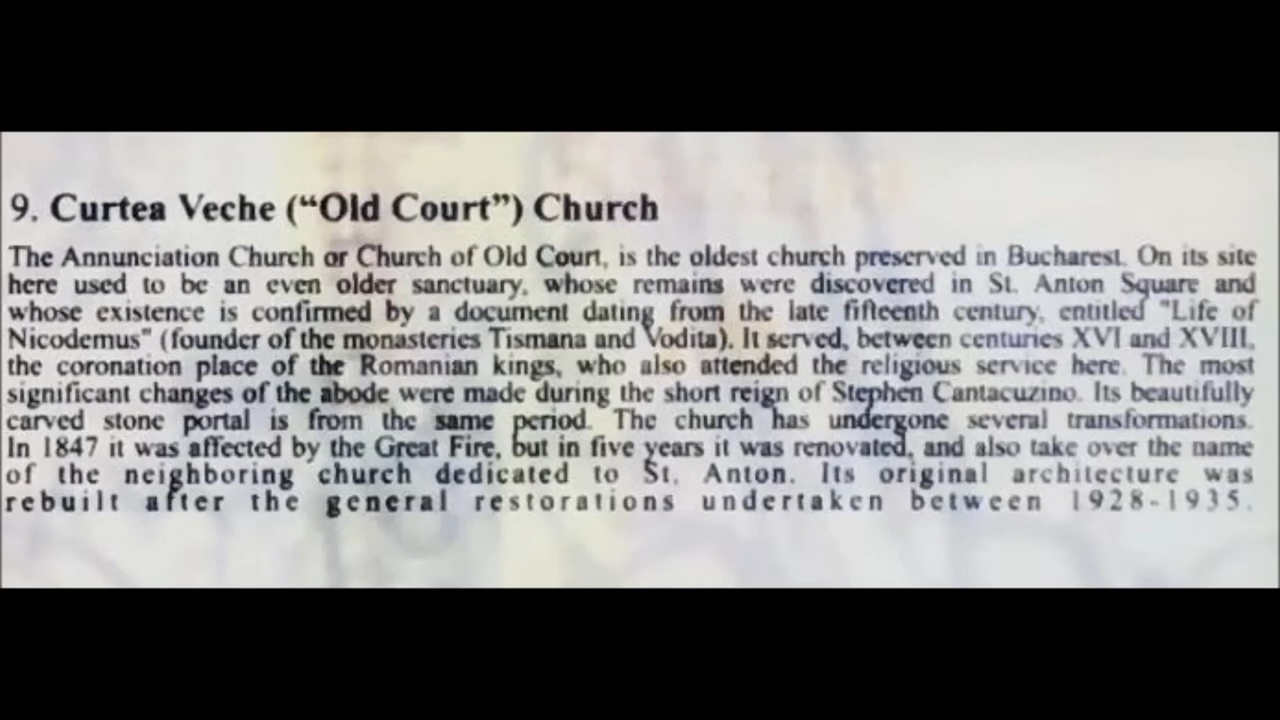 9. Curtea Veche (“Old Court”) Church
The Annunciation Church or Church of Old Court, is the oldest church preserved in Bucharest. On its site
here used to be an even older sanctuary, whose remains were discovered in St. Anton Square and
whose existence is confirmed by a document dating from the late fifteenth century, entitled "Life of
Nicodemus" (founder of the monasteries Tismana and Vodita). It served, between centuries XVI and XVIII,
the coronation place of the Romanian kings, who also attended the religious service here. The most
significant changes of the abode were made during the short reign of Stephen Cantacuzino. Its beautifully
carved stone portal is from the same period. The church has undergone several transformations.
In 1847 it was affected by the Great Fire, but in five years it was renovated, and also take over the name
of the neighboring church dedicated to St. Anton. Its original architecture was
rebuilt after the general restorations undertaken between 1928-1935.